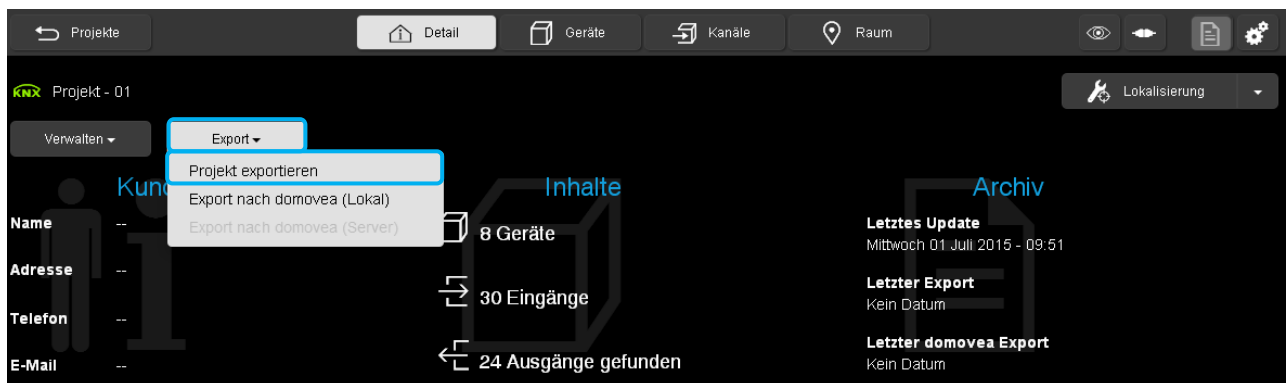 Projekte
Detail
Geräte
Kanäle
Raum
KNX Projekt - 01
Lokalisierung
Verwalten
Export
Projekt exportieren
Export nach domovea (Lokal)
Export nach domovea (Server)
Inhalte
8 Geräte
30 Eingänge
24 Ausgänge gefunden
Name --
Adresse --
Telefon --
E-Mail --
Archiv
Letztes Update
Mittwoch 01 Juli 2015 - 09:51
Letzter Export
Kein Datum
Letzter domovea Export
Kein Datum